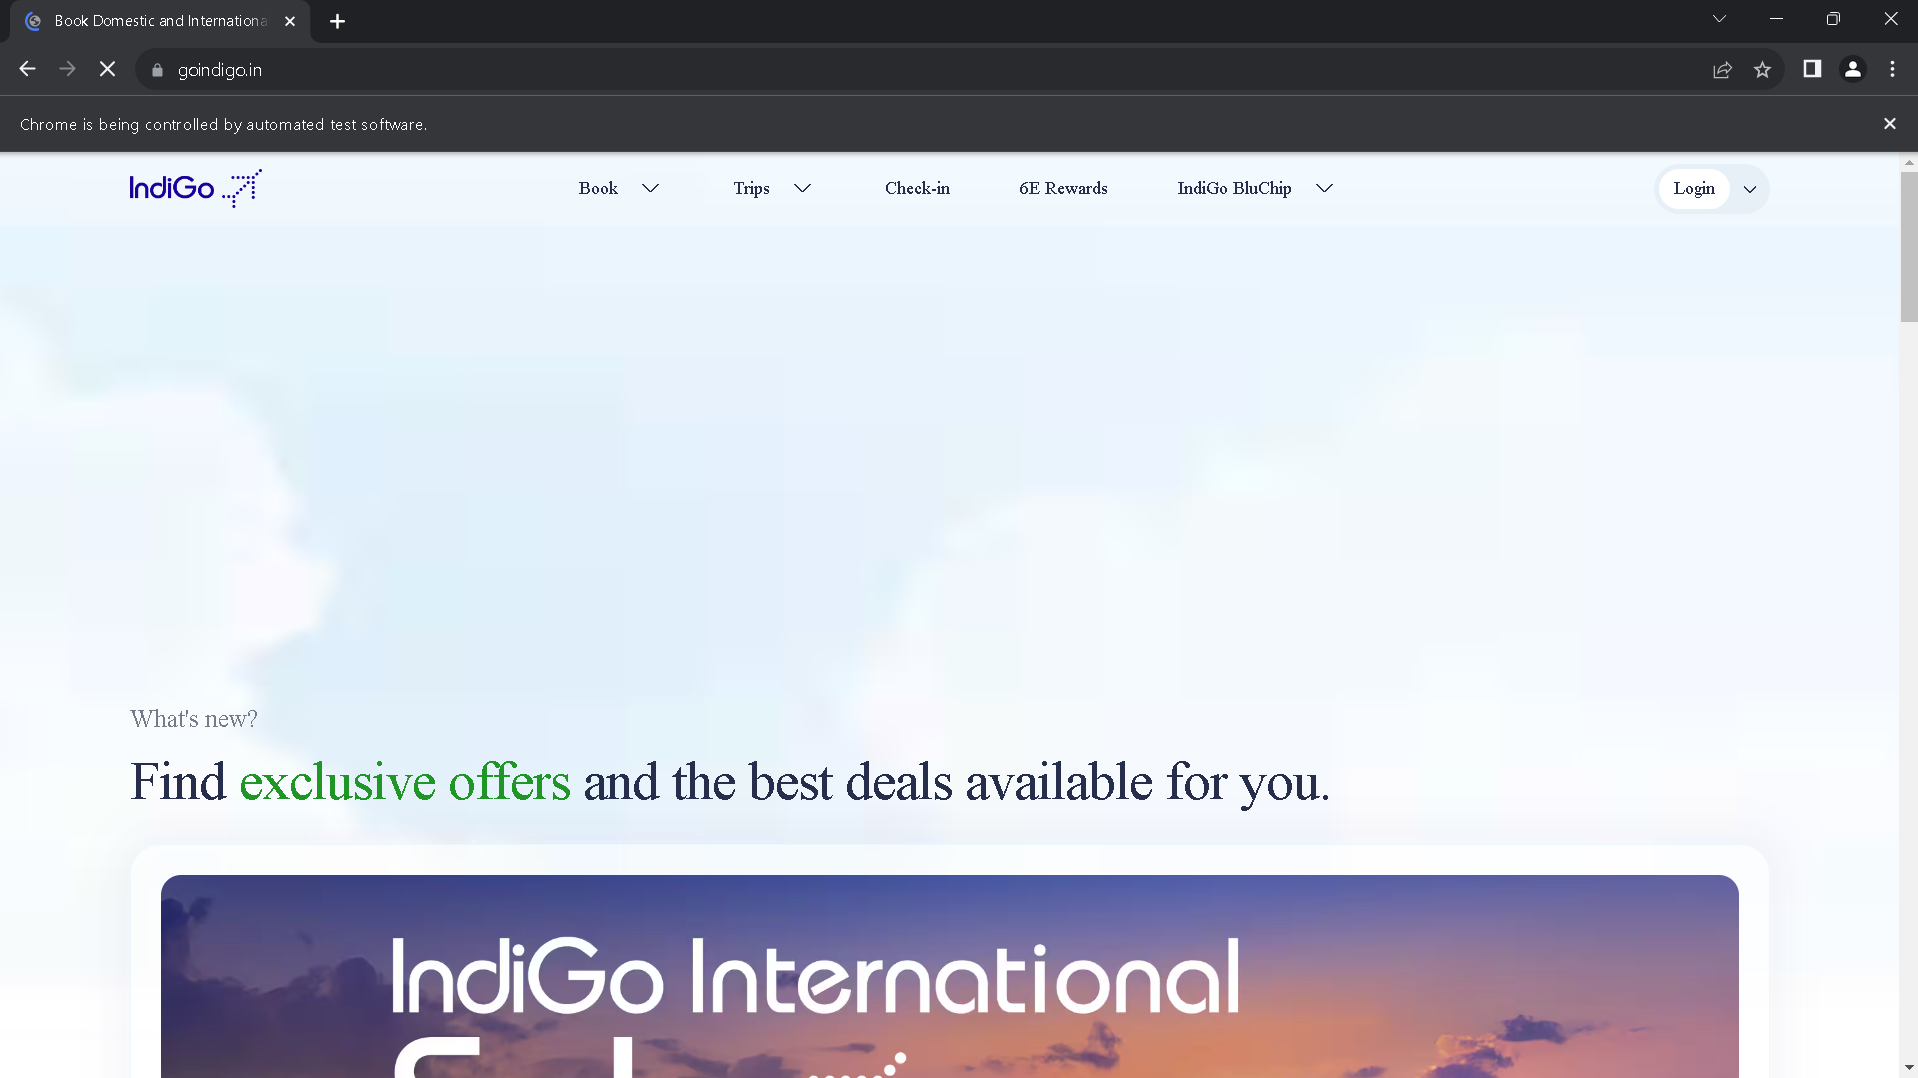 Book Domestic and Internationa
goindigo.in
Chrome is being controlled by automated test software.
IndiGo
Book
Trips
Check-in
6E Rewards
IndiGo BluChip
Login
What's new?
Find exclusive offers and the best deals available for you.
IndiGo International